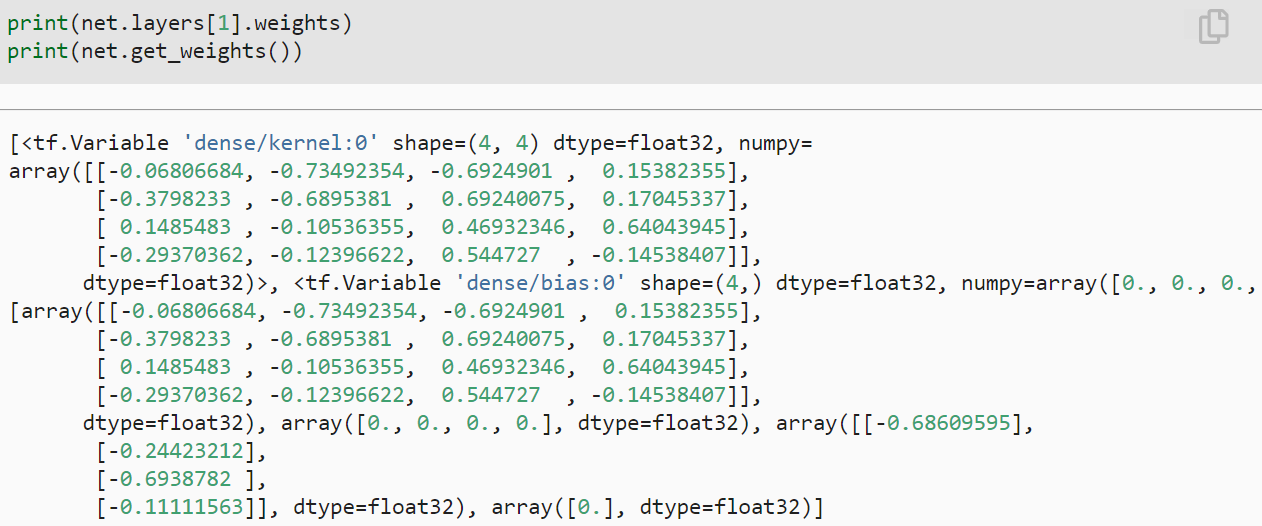 print(net.layers[1].weights)
print(net.get_weights())
[<tf.Variable 'dense/kernel:0' shape=(4, 4) dtype=float32, numpy=
array([[-0.06806684, -0.73492354, -0.6924901 ,  0.15382355],
       [-0.3798233 , -0.6895381 ,  0.69240075,  0.17045337],
       [ 0.1485483 , -0.10536355,  0.46932346,  0.64043945],
       [-0.29370362, -0.12396622,  0.544727  , -0.14538407]],
      dtype=float32)>, <tf.Variable 'dense/bias:0' shape=(4,) dtype=float32, numpy=array([0., 0., 0.,
[array([[-0.06806684, -0.73492354, -0.6924901 ,  0.15382355],
       [-0.3798233 , -0.6895381 ,  0.69240075,  0.17045337],
       [ 0.1485483 , -0.10536355,  0.46932346,  0.64043945],
       [-0.29370362, -0.12396622,  0.544727  , -0.14538407]],
      dtype=float32), array([0., 0., 0., 0.], dtype=float32), array([[-0.68609595],
       [-0.24423212],
       [-0.6938782 ],
       [-0.11111563]], dtype=float32), array([0.], dtype=float32)]